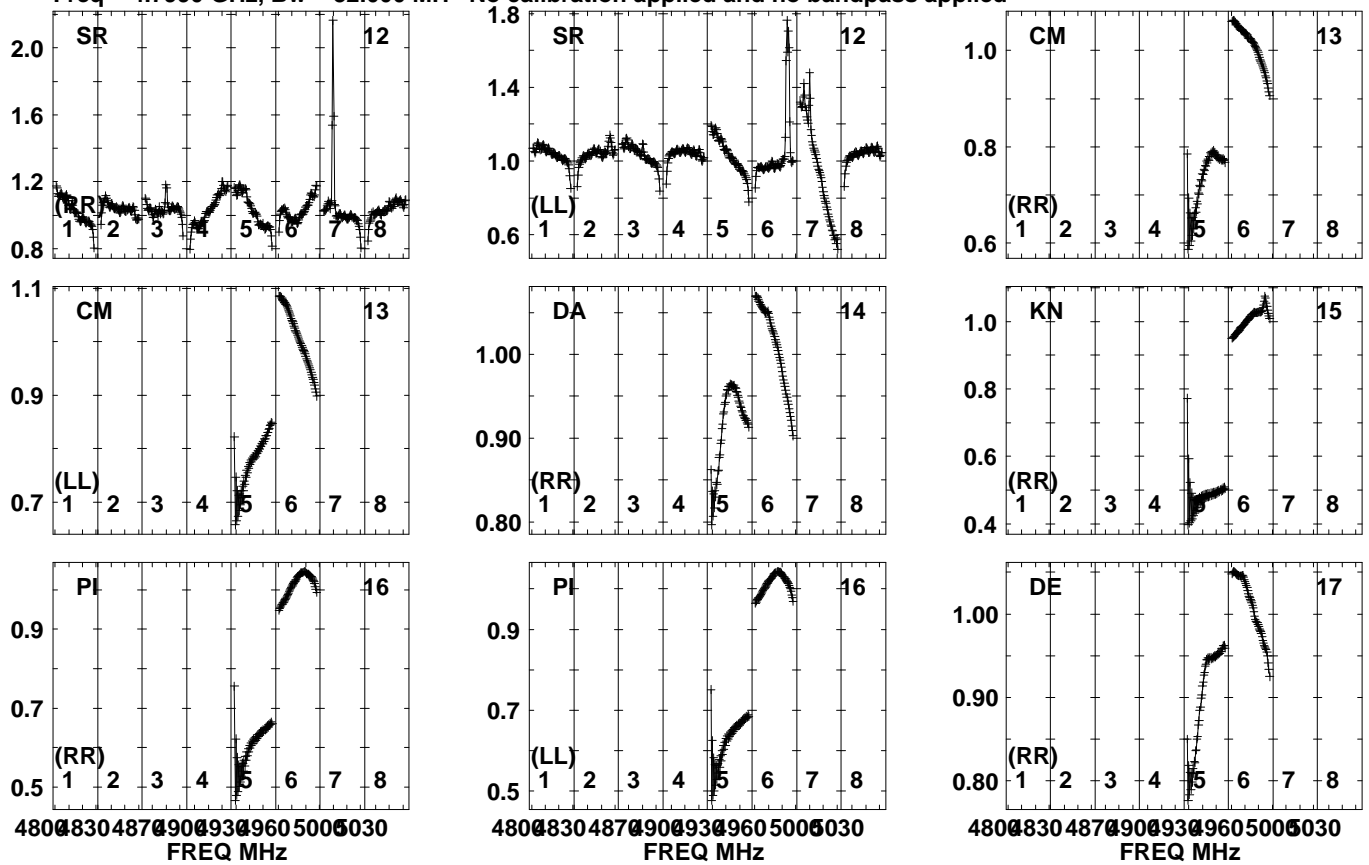 Freq = GHz, Bw = No calibration applied and no bandpass applied
SR 12
2.0
1.6
1.2
0.8
(RR)
1 2 3 4 5 6 7 8
SR 12
1.8
1.4
1.0
0.6
(LL)
1 2 3 4 5 6 7 8
CM 13
1.0
0.8
0.6
(RR)
1 2 3 4 5 6 7 8
CM 13
1.1
0.9
0.7
(LL)
1 2 3 4 5 6 7 8
DA 14
1.00
0.90
0.80
(RR)
1 2 3 4 5 6 7 8
KN 15
1.0
0.8
0.6
0.4
(RR)
1 2 3 4 5 6 7 8
PI 16
0.9
0.7
0.5
(RR)
1 2 3 4 5 6 7 8
4800 4830 4870 4900 4930 4960 5000 5030
FREQ MHz
PI 16
0.9
0.7
0.5
(LL)
1 2 3 4 5 6 7 8
4800 4830 4870 4900 4930 4960 5000 5030
FREQ MHz
DE 17
1.00
0.90
0.80
(RR)
1 2 3 4 5 6 7 8
4800 4830 4870 4900 4930 4960 5000 5030
FREQ MHz